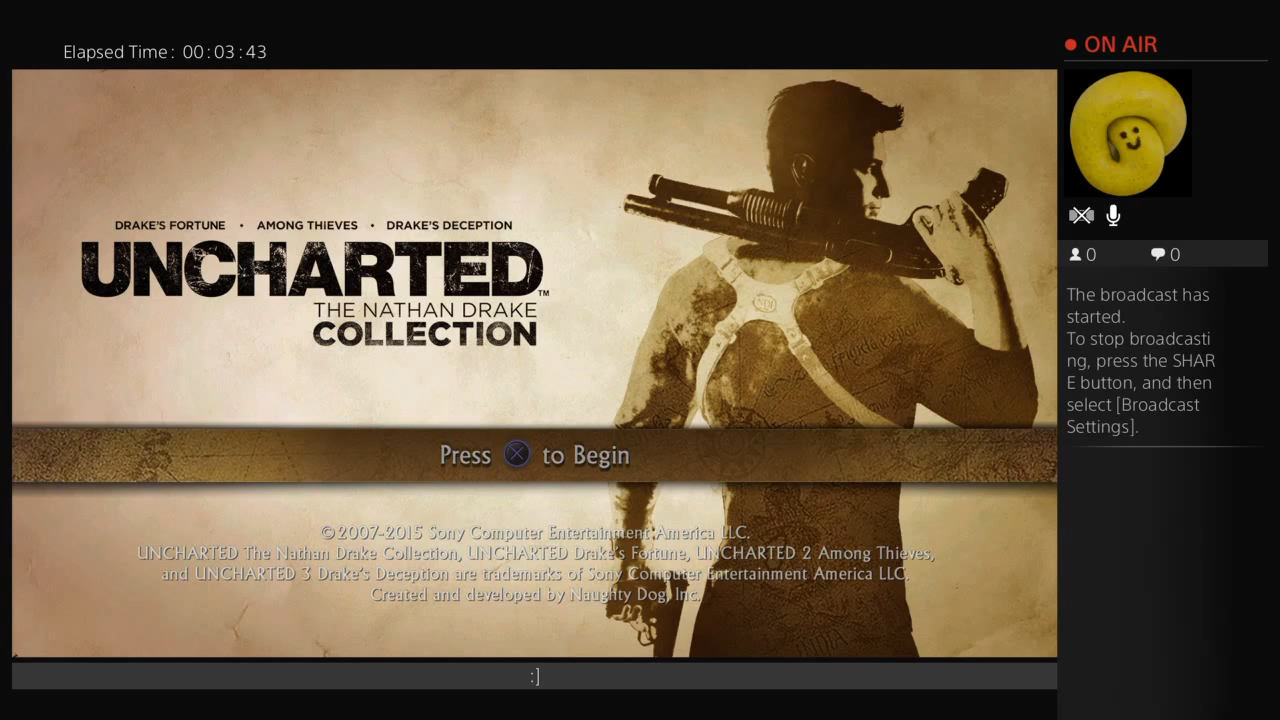 Elapsed Time: 00:03:43
ON AIR
DRAKE'S FORTUNE • AMONG THIEVES • DRAKE'S DECEPTION
UNCHARTED™
THE NATHAN DRAKE
COLLECTION
Press ⊗ to Begin
©2007-2015 Sony Computer Entertainment America LLC.
UNCHARTED The Nathan Drake Collection, UNCHARTED Drake's Fortune, UNCHARTED 2 Among Thieves,
and UNCHARTED 3 Drake's Deception are trademarks of Sony Computer Entertainment America LLC.
Created and developed by Naughty Dog, Inc.
INDIA
:]
0 0
The broadcast has
started.
To stop broadcasti
ng, press the SHAR
E button, and then
select [Broadcast
Settings].